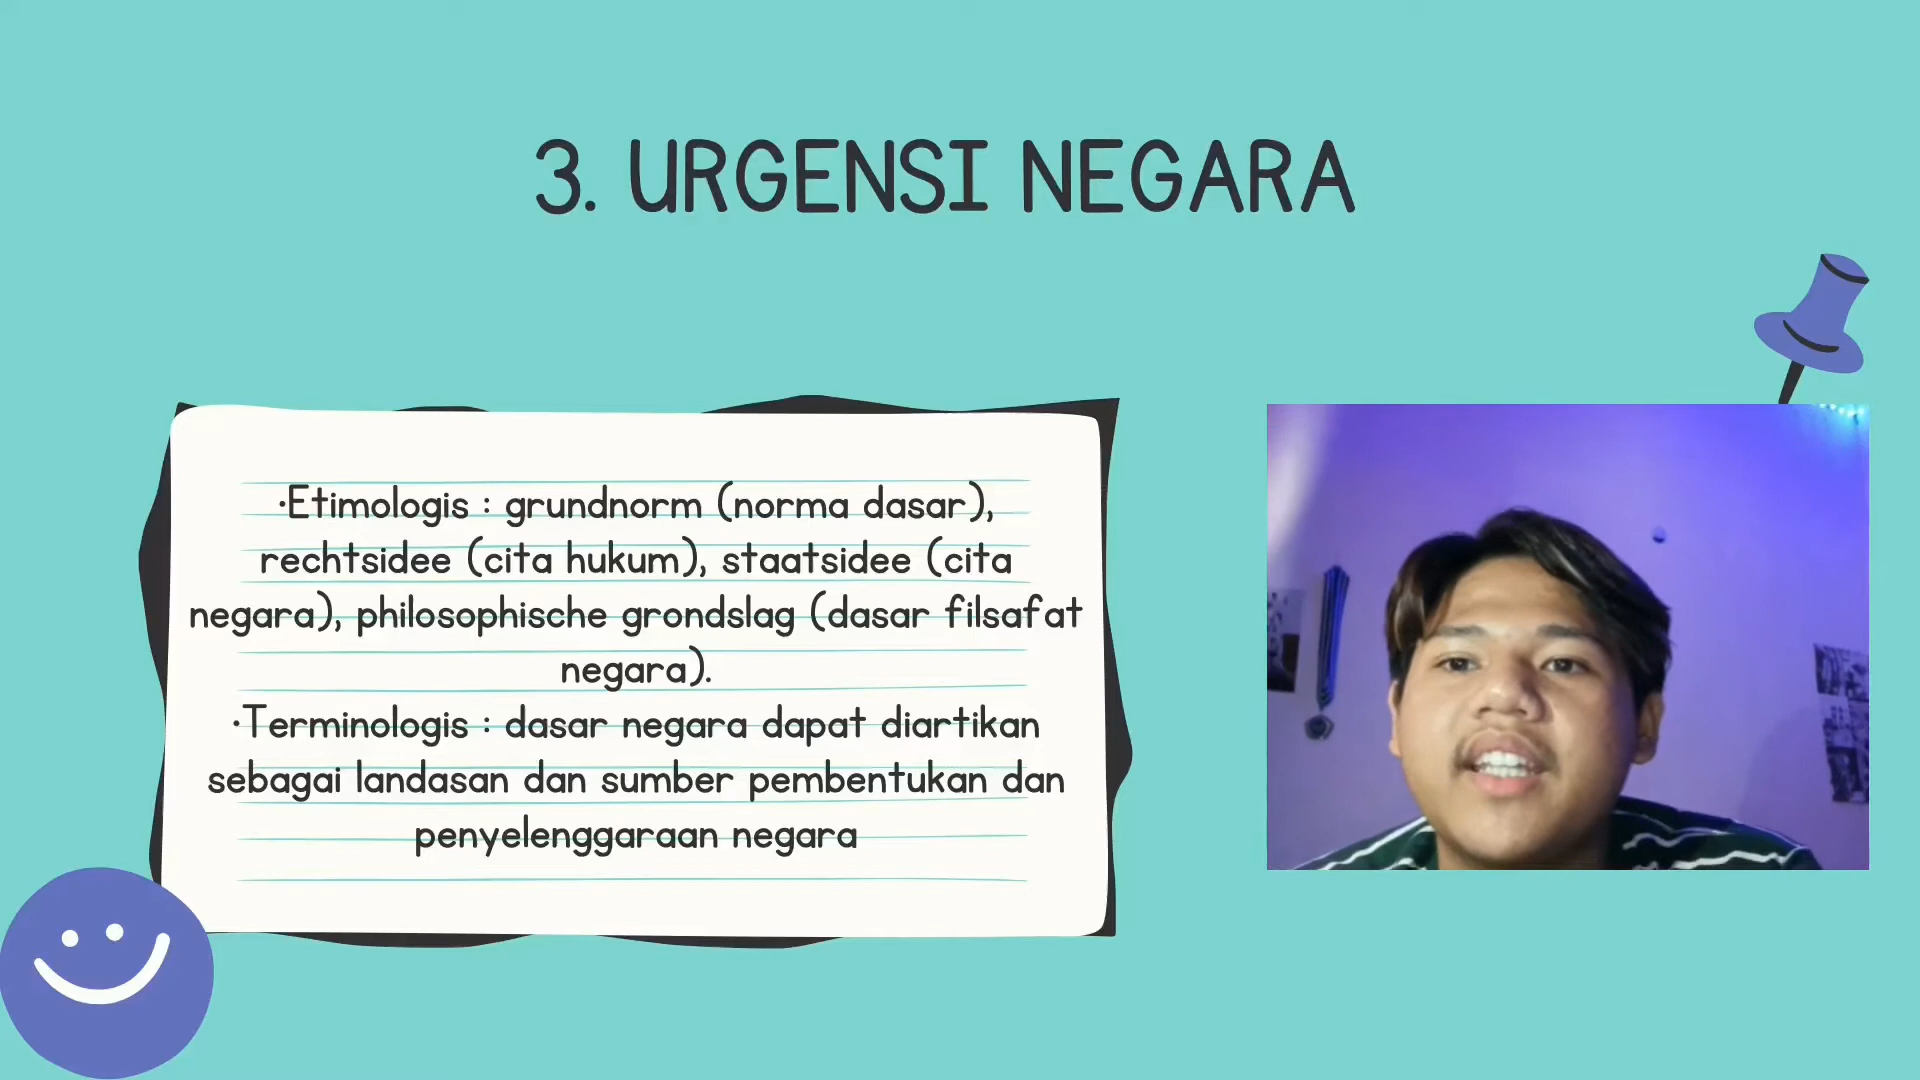 3. URGENSI NEGARA
·Etimologis : grundnorm (norma dasar),
rechtsidee (cita hukum), staatsidee (cita
negara), philosophische grondslag (dasar filsafat
negara).
·Terminologis : dasar negara dapat diartikan
sebagai landasan dan sumber pembentukan dan
penyelenggaraan negara